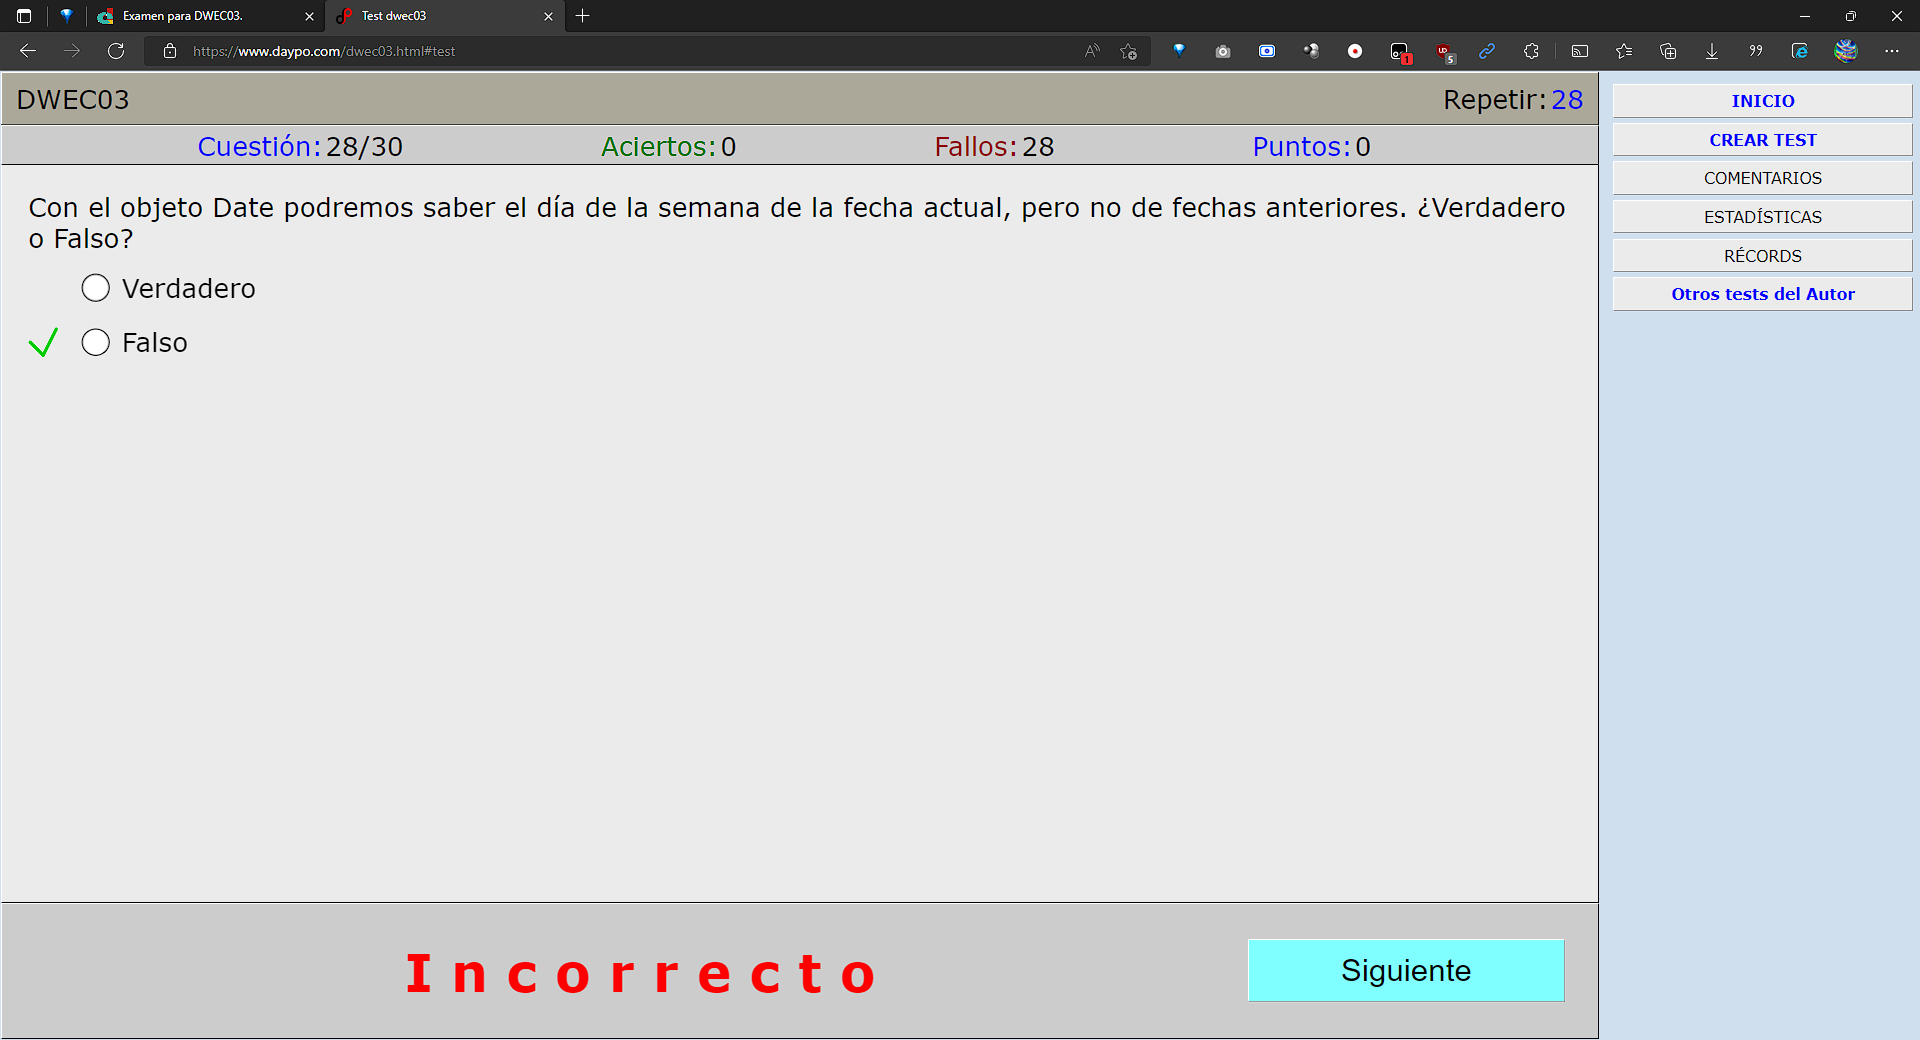 Examen para DWEC03.
Test dwec03
https://www.daypo.com/dwec03.html#test
1
5
DWEC03
Repetir: 28
Cuestión: 28/30
Aciertos: 0
Fallos: 28
Puntos: 0
Con el objeto Date podremos saber el día de la semana de la fecha actual, pero no de fechas anteriores. ¿Verdadero
o Falso?
Verdadero
Falso
Incorrecto
Siguiente
INICIO
CREAR TEST
COMENTARIOS
ESTADÍSTICAS
RÉCORDS
Otros tests del Autor